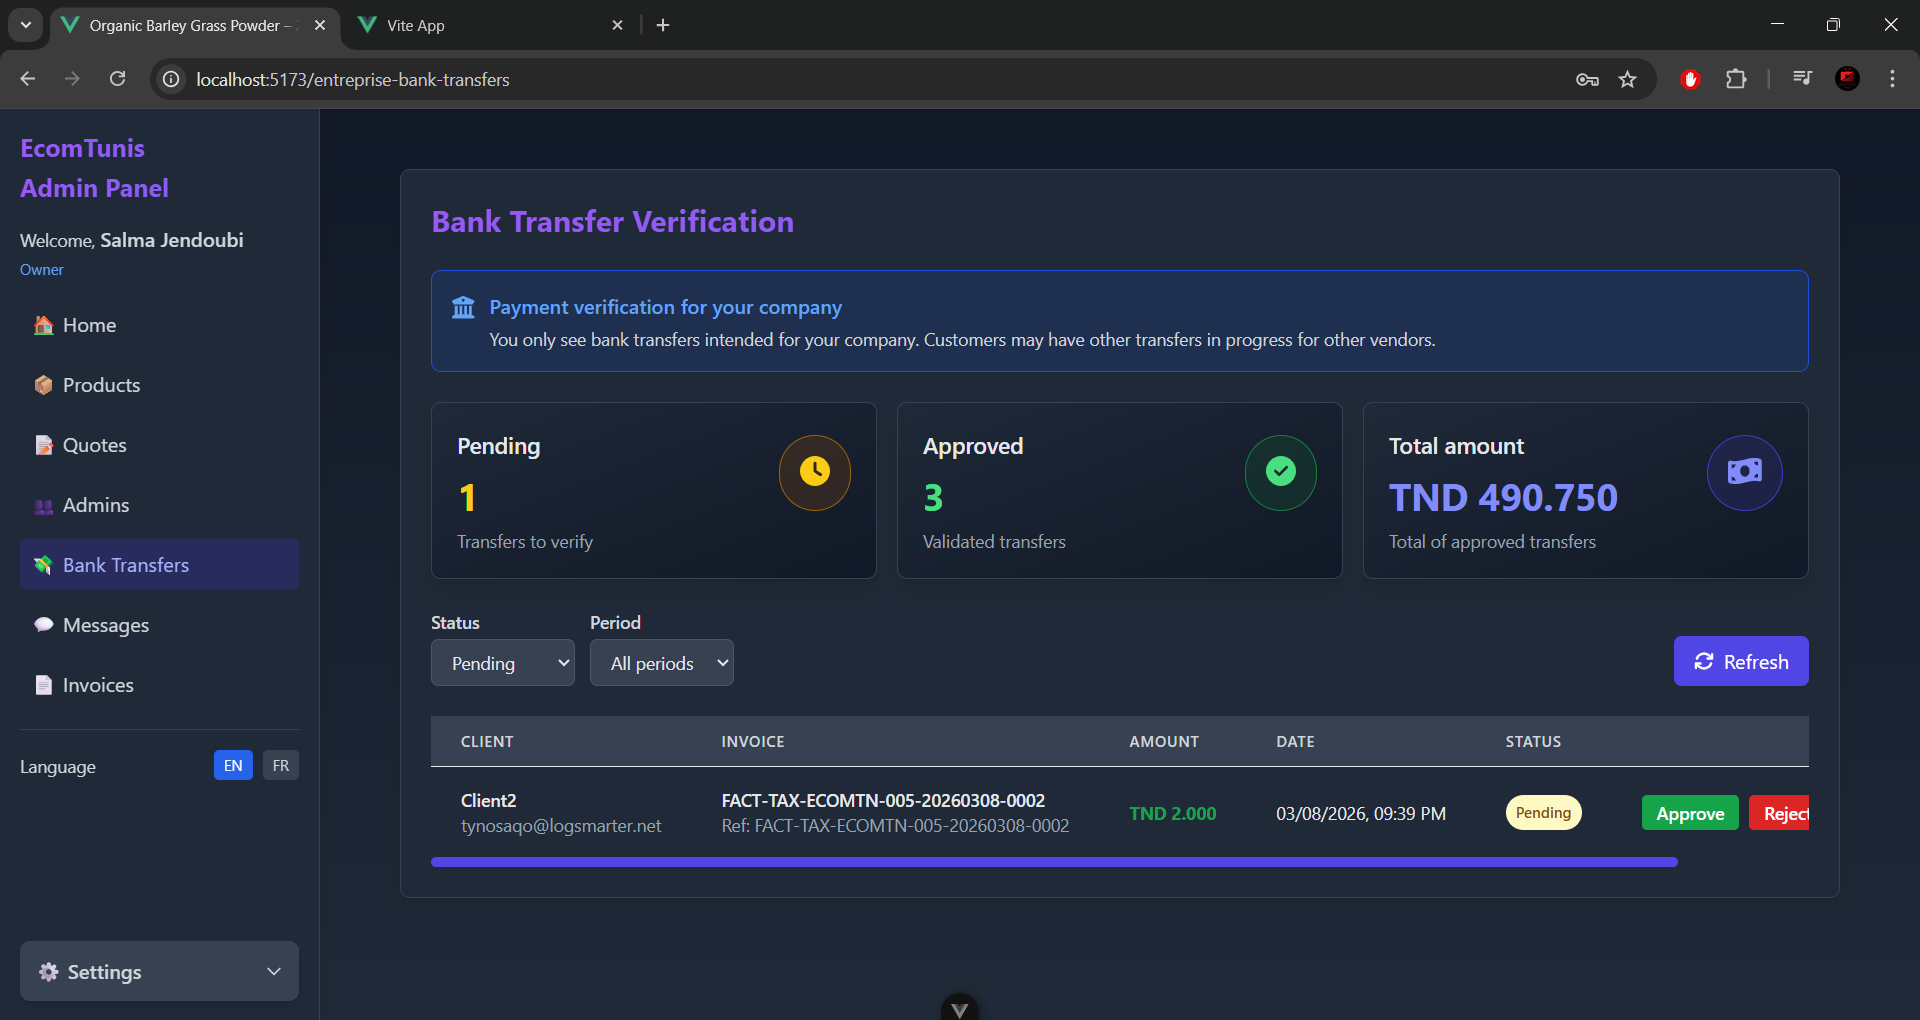 Organic Barley Grass Powder –
Vite App
localhost:5173/entreprise-bank-transfers
EcomTunis
Admin Panel
Welcome, Salma Jendoubi
Owner
Home
Products
Quotes
Admins
Bank Transfers
Messages
Invoices
Language
EN
FR
Settings
Bank Transfer Verification
Payment verification for your company
You only see bank transfers intended for your company. Customers may have other transfers in progress for other vendors.
Pending
1
Transfers to verify
Approved
3
Validated transfers
Total amount
TND 490.750
Total of approved transfers
Status
Period
Pending
All periods
Refresh
CLIENT INVOICE AMOUNT DATE STATUS
Client2
tynosaqo@logsmarter.net
FACT-TAX-ECOMTN-005-20260308-0002
Ref: FACT-TAX-ECOMTN-005-20260308-0002
TND 2.000
03/08/2026, 09:39 PM
Pending
Approve
Reject